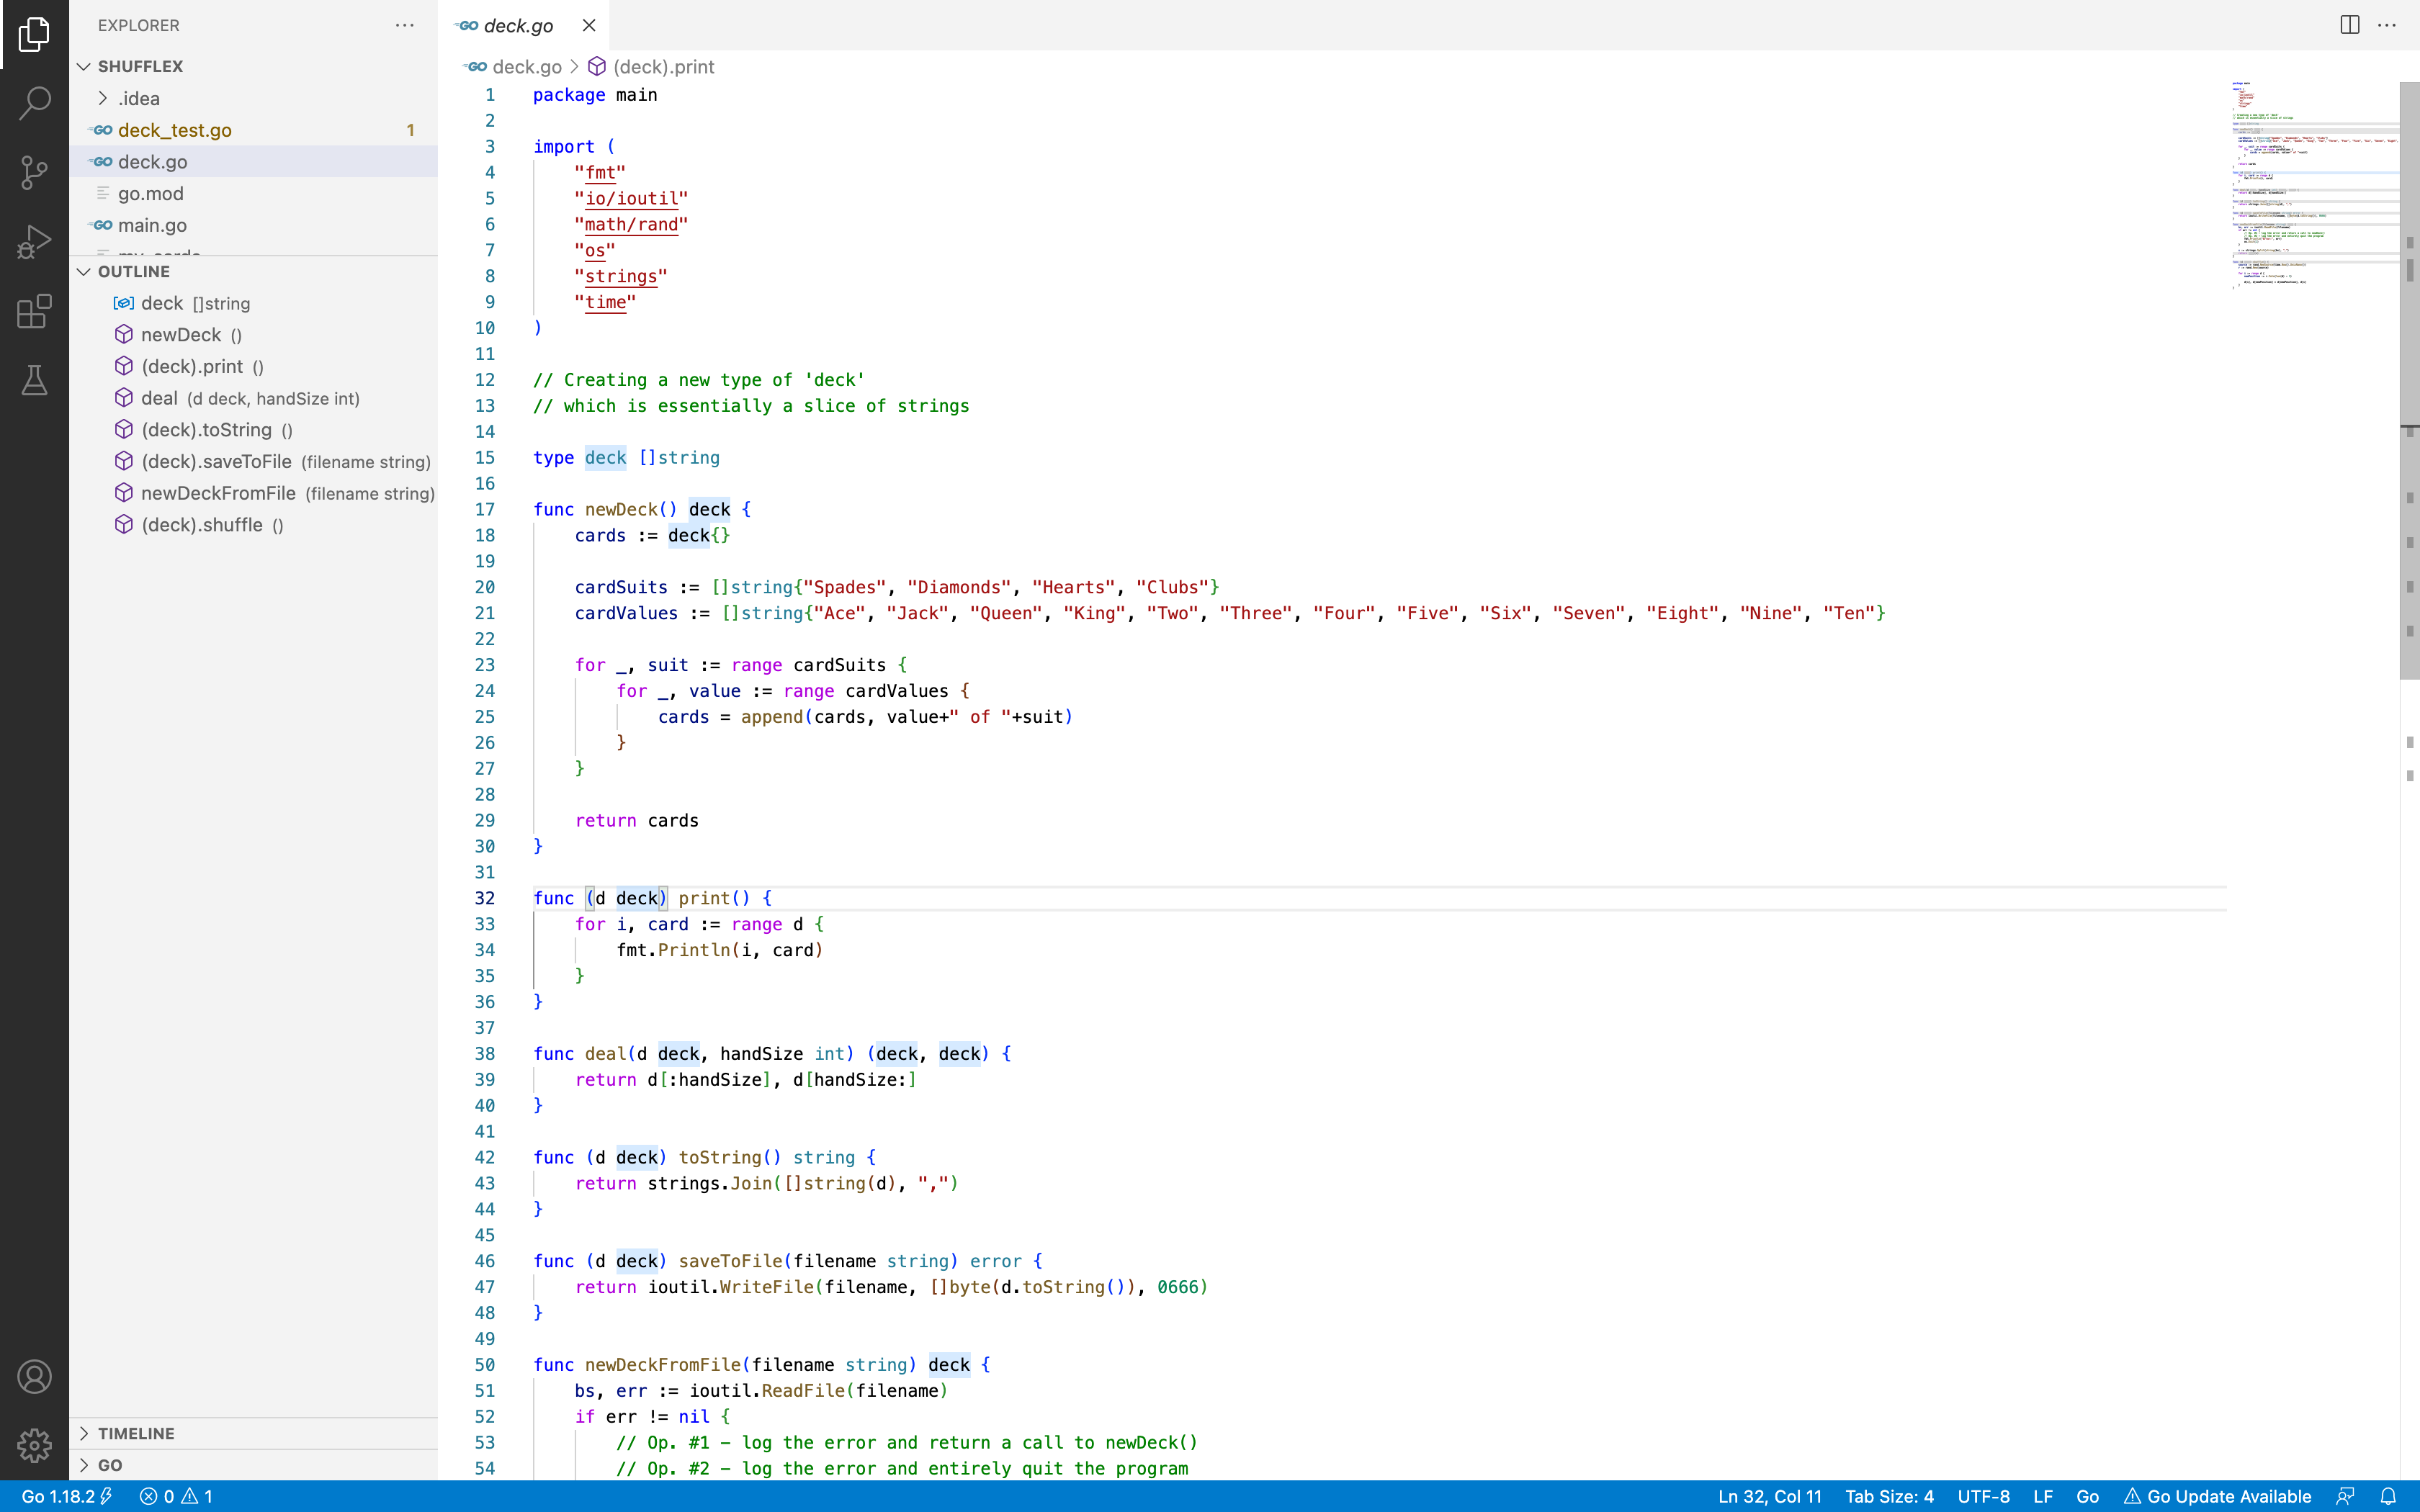 EXPLORER
SHUFFLEX
.idea
deck_test.go 1
deck.go
go.mod
main.go
OUTLINE
deck []string
newDeck ()
(deck).print ()
deal (d deck, handSize int)
(deck).toString ()
(deck).saveToFile (filename string)
newDeckFromFile (filename string)
(deck).shuffle ()
TIMELINE
GO
GO deck.go
GO deck.go > (deck).print
1 package main
2
3 import (
4 "fmt"
5 "io/ioutil"
6 "math/rand"
7 "os"
8 "strings"
9 "time"
10 )
11
12 // Creating a new type of 'deck'
13 // which is essentially a slice of strings
14
15 type deck []string
16
17 func newDeck() deck {
18 cards := deck{}
19
20 cardSuits := []string{"Spades", "Diamonds", "Hearts", "Clubs"}
21 cardValues := []string{"Ace", "Jack", "Queen", "King", "Two", "Three", "Four", "Five", "Six", "Seven", "Eight", "Nine", "Ten"}
22
23 for _, suit := range cardSuits {
24 for _, value := range cardValues {
25 cards = append(cards, value+" of "+suit)
26 }
27 }
28
29 return cards
30 }
31
32 func (d deck) print() {
33 for i, card := range d {
34 fmt.Println(i, card)
35 }
36 }
37
38 func deal(d deck, handSize int) (deck, deck) {
39 return d[:handSize], d[handSize:]
40 }
41
42 func (d deck) toString() string {
43 return strings.Join([]string(d), ",")
44 }
45
46 func (d deck) saveToFile(filename string) error {
47 return ioutil.WriteFile(filename, []byte(d.toString()), 0666)
48 }
49
50 func newDeckFromFile(filename string) deck {
51 bs, err := ioutil.ReadFile(filename)
52 if err != nil {
53 // Op. #1 – log the error and return a call to newDeck()
54 // Op. #2 – log the error and entirely quit the program
Go 1.18.2 0 1 Ln 32, Col 11 Tab Size: 4 UTF-8 LF Go Go Update Available